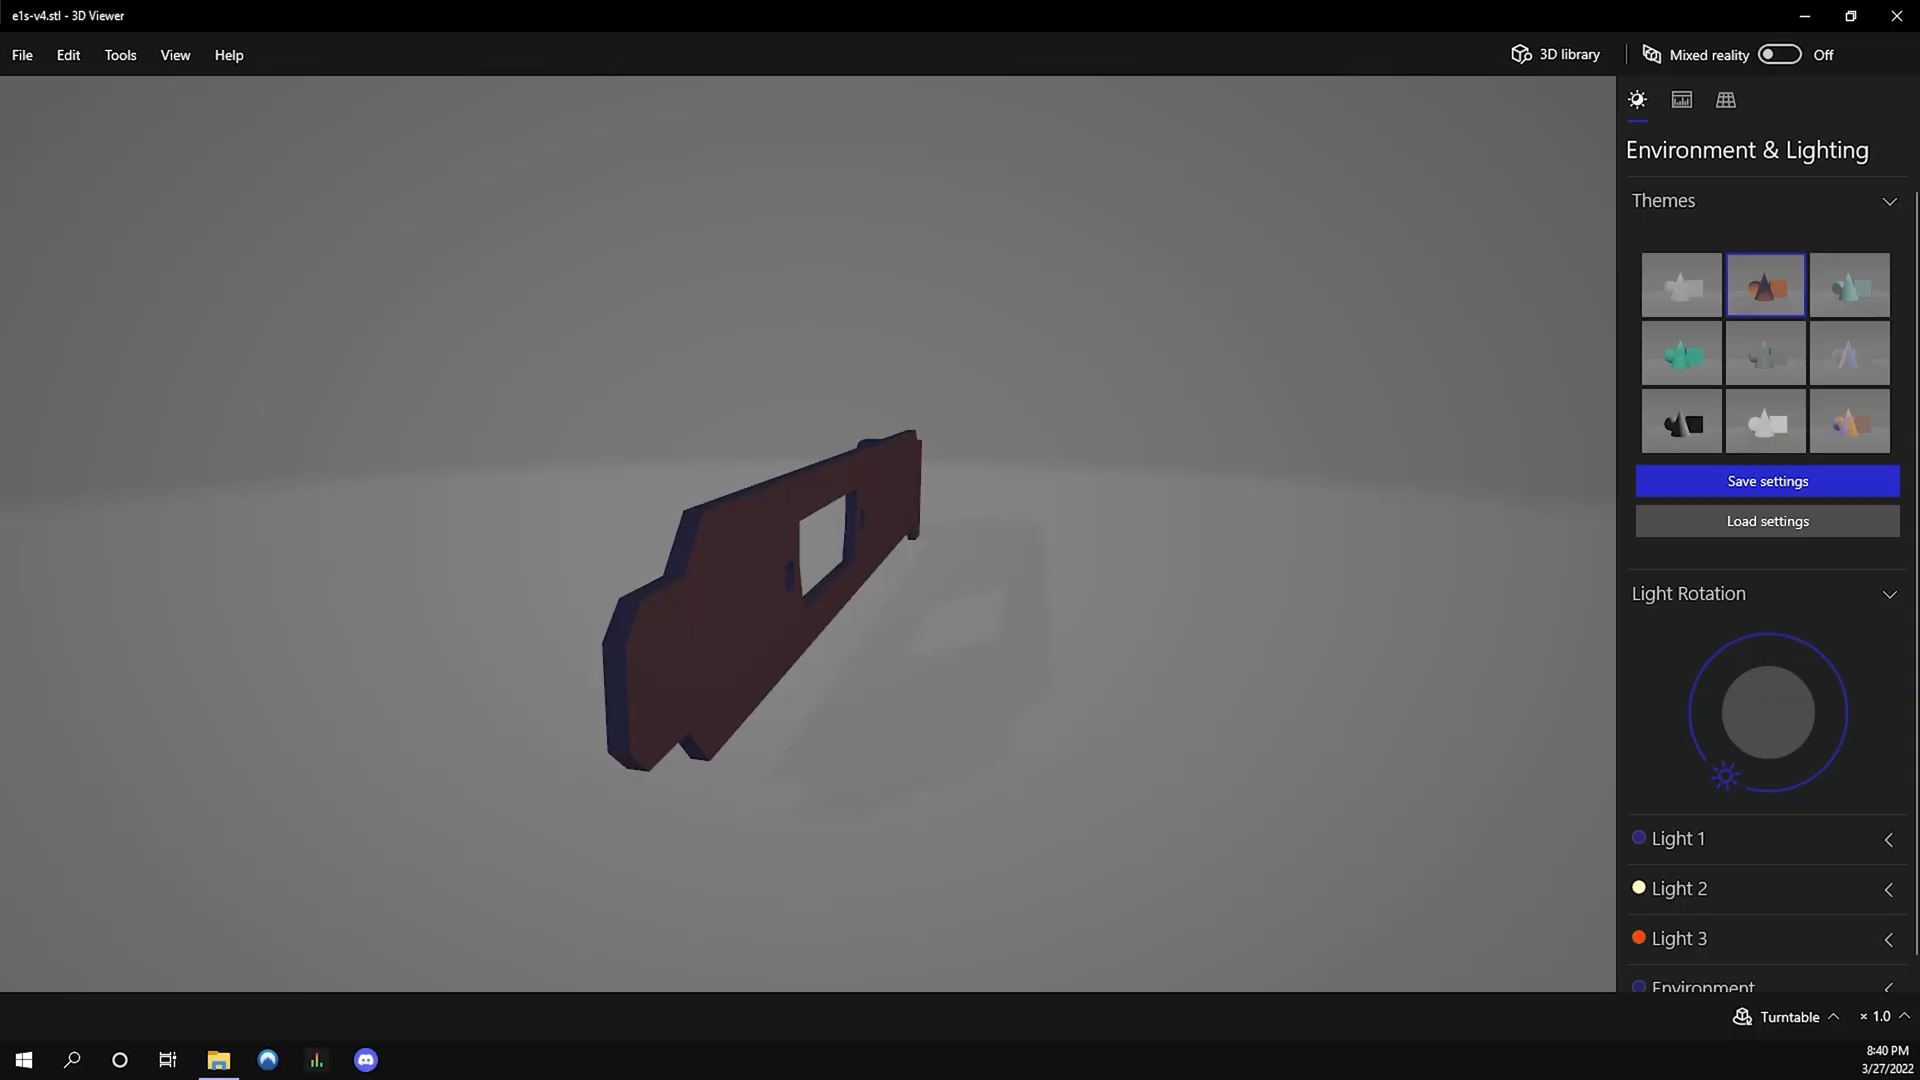 e1s-v4.stl - 3D Viewer
File Edit Tools View Help
3D library
Mixed reality Off
Environment & Lighting
Themes
Save settings
Load settings
Light Rotation
Light 1
Light 2
Light 3
Environment
Turntable × 1.0
8:40 PM
3/27/2022